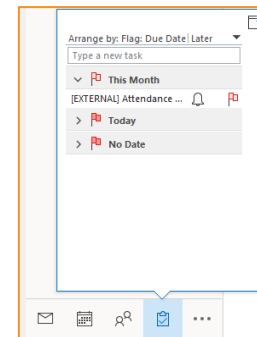 Arrange by: Flag: Due Date Later
Type a new task
This Month
[EXTERNAL] Attendance ...
Today
No Date